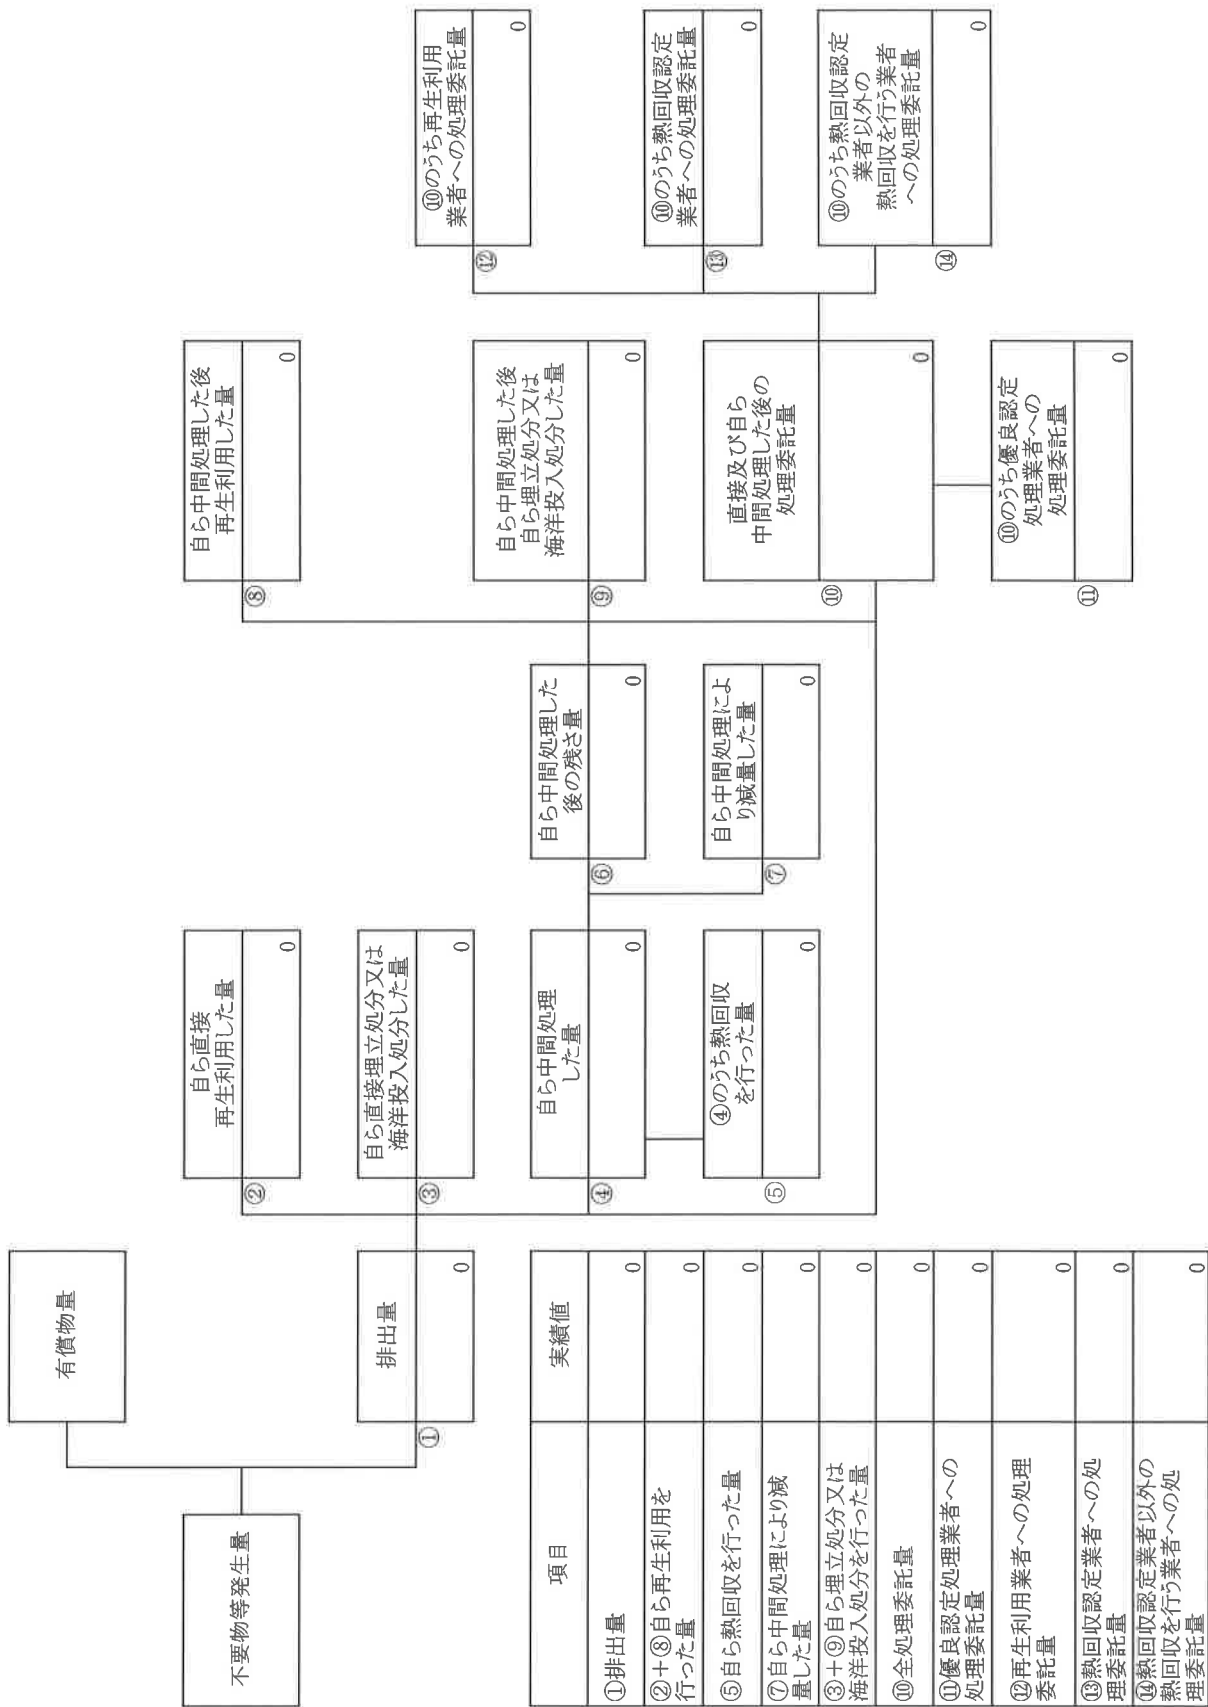 不要物等発生量
有償物量
①
排出量
0
②
自ら直接
再生利用した量
0
③
自ら直接埋立処分又は
海洋投入処分した量
0
④
自ら中間処理
した量
0
⑤
④のうち熱回収
を行った量
0
⑥
自ら中間処理した
後の残さ量
0
⑦
自ら中間処理によ
り減量した量
0
⑧
自ら中間処理した後
再生利用した量
0
⑨
自ら中間処理した後
自ら埋立処分又は
海洋投入処分した量
0
⑩
直接及び自ら
中間処理した後の
処理委託量
0
⑪
⑩のうち優良認定
処理業者への
処理委託量
0
⑫
⑩のうち再生利用
業者への処理委託量
0
⑬
⑩のうち熱回収認定
業者への処理委託量
0
⑭
⑩のうち熱回収認定
業者以外の
熱回収を行う業者
への処理委託量
0
項目 実績値
①排出量 0
②+⑧自ら再生利用を
行った量 0
⑤自ら熱回収を行った量 0
⑦自ら中間処理により減
量した量 0
③+⑨自ら埋立処分又は
海洋投入処分を行った量 0
⑩全処理委託量 0
⑪優良認定処理業者への
処理委託量 0
⑫再生利用業者への処理
委託量 0
⑬熱回収認定業者への処
理委託量 0
⑭熱回収認定業者以外の
熱回収を行う業者への処
理委託量 0